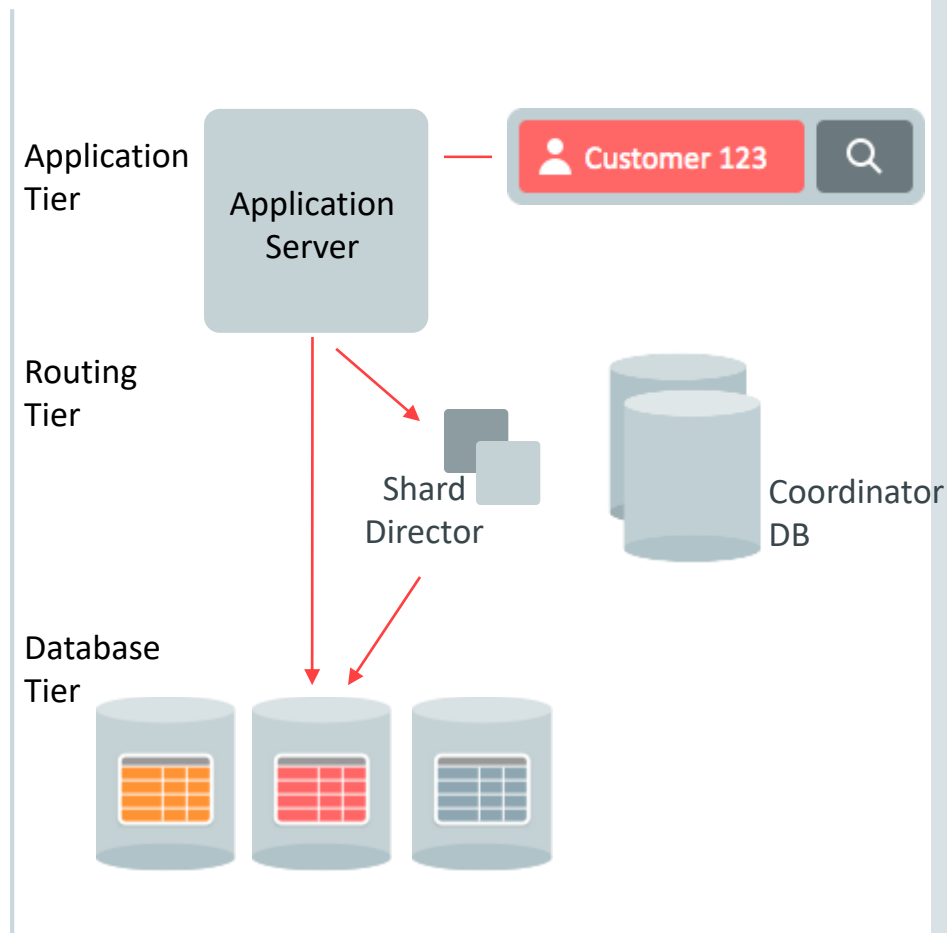 Application
Tier
Application
Server
Customer 123
Routing
Tier
Shard
Director
Coordinator
DB
Database
Tier